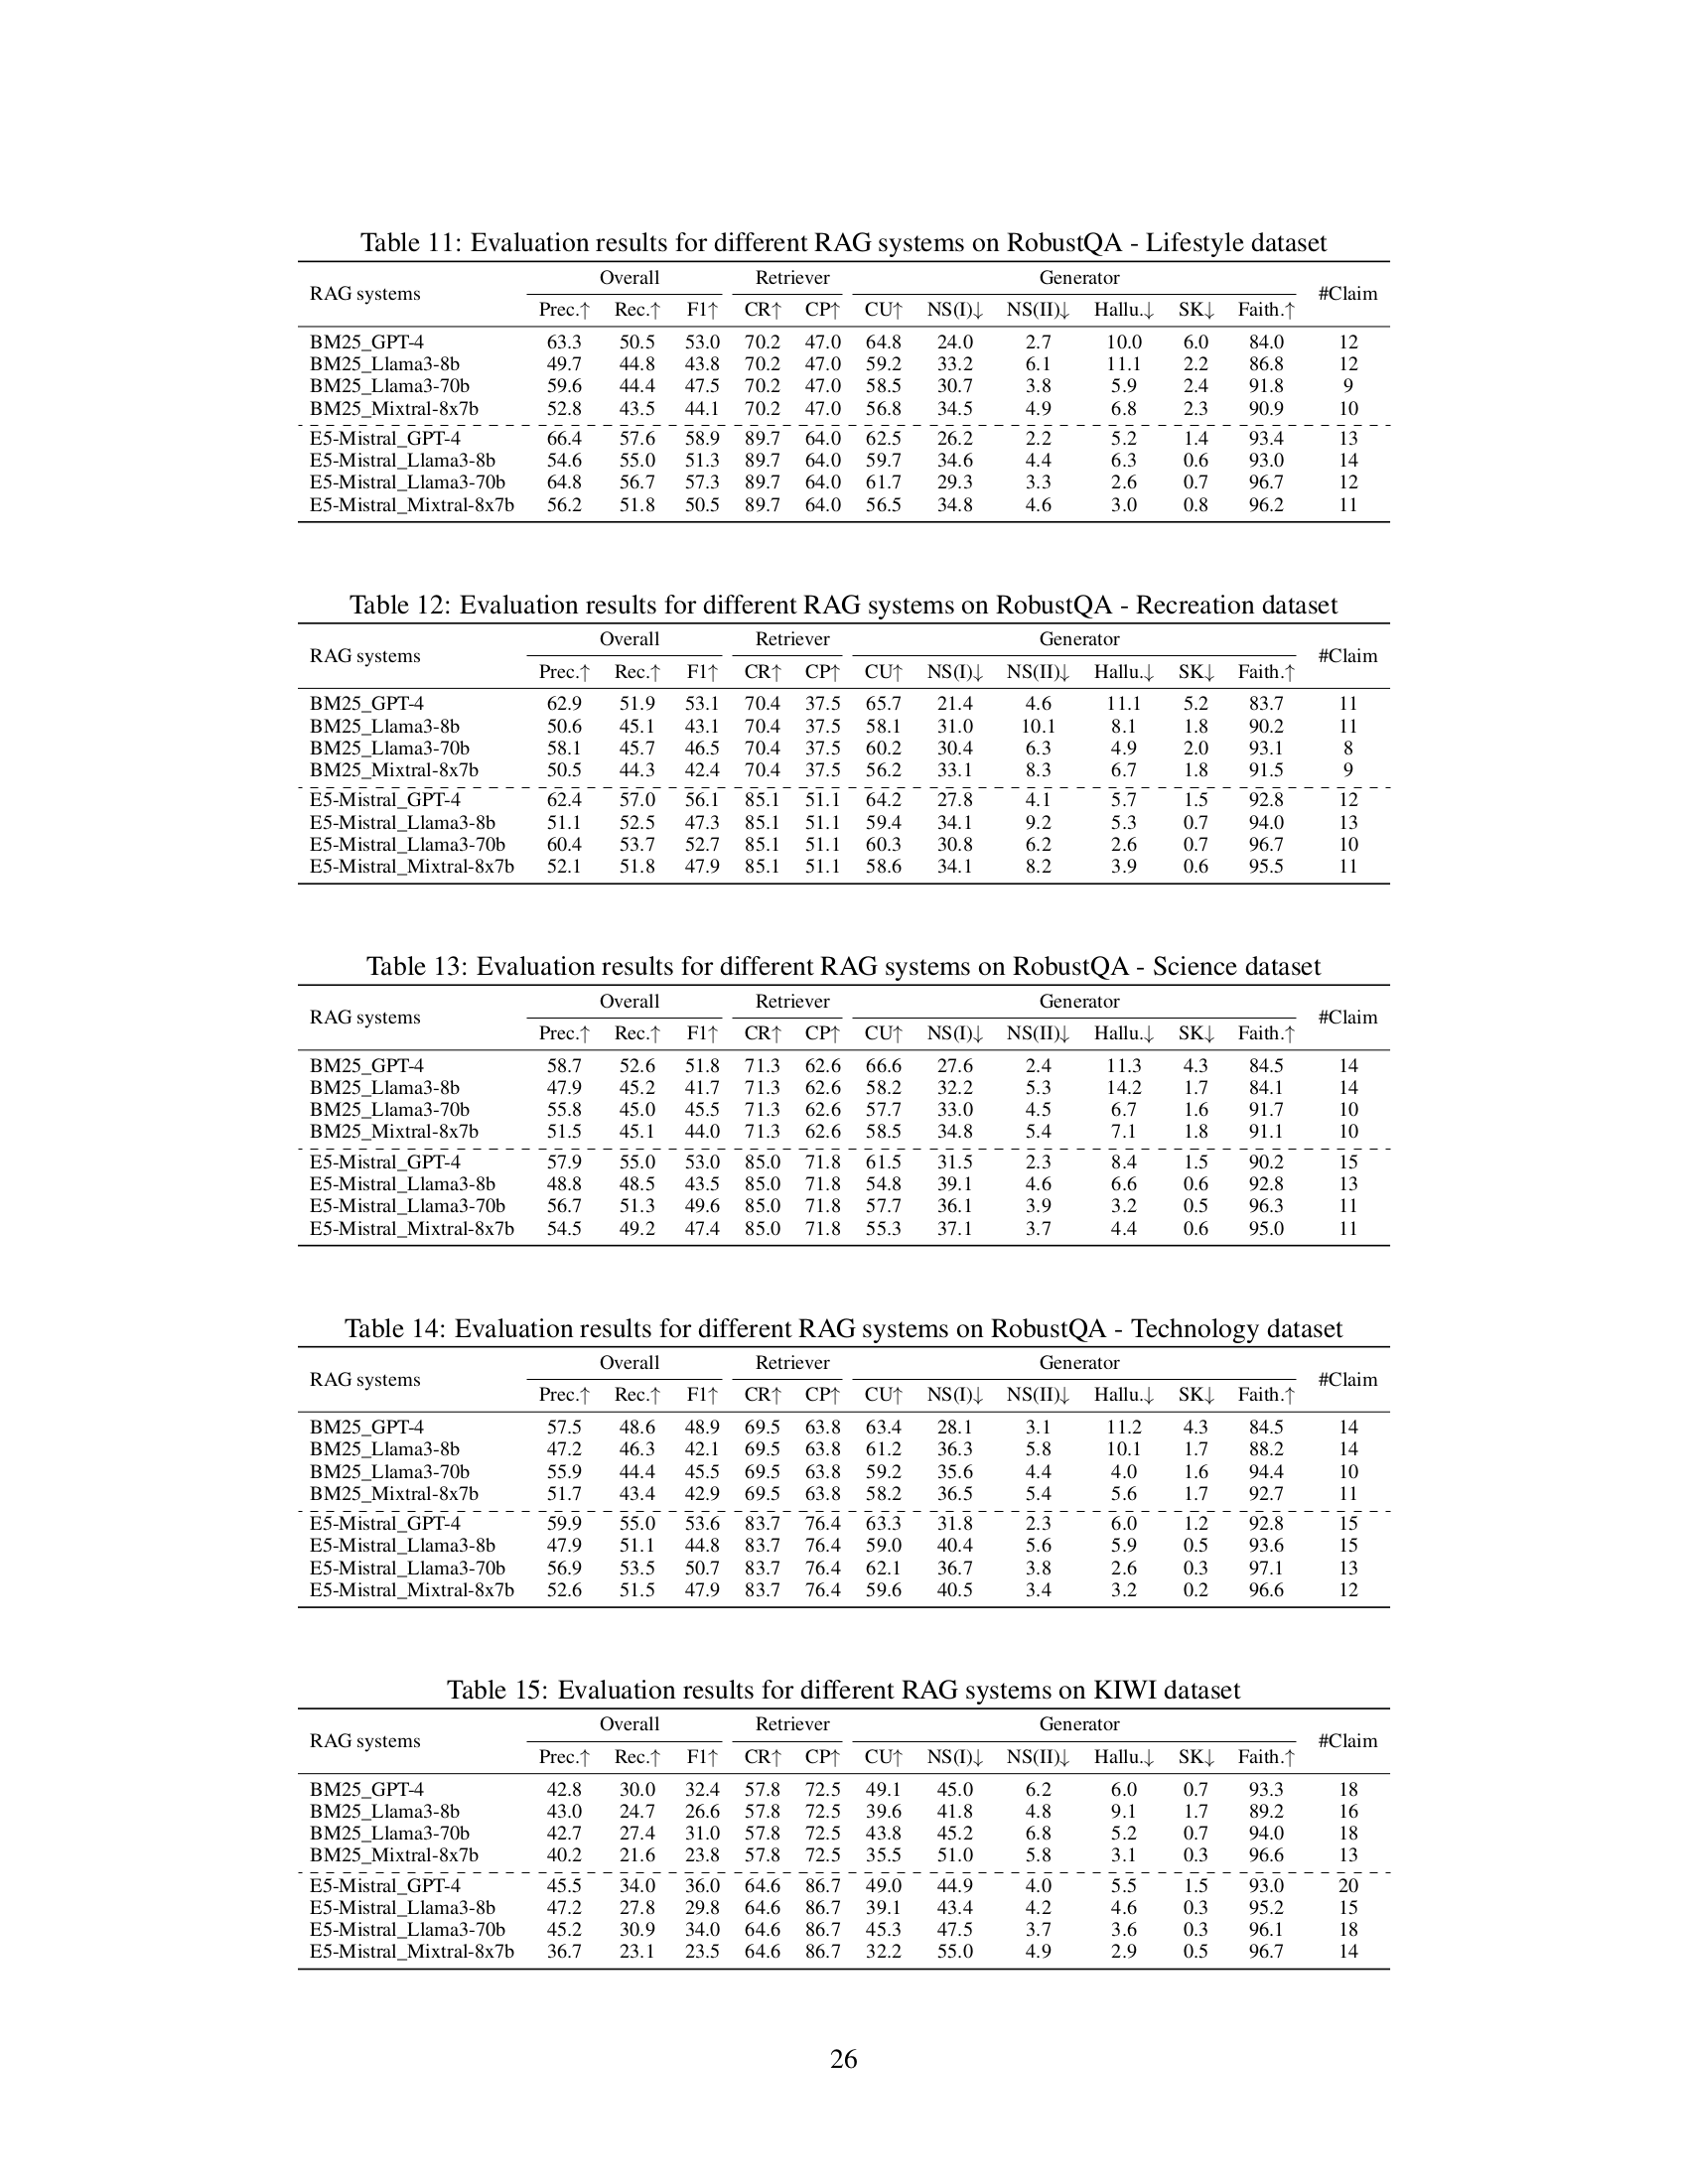 Table 11: Evaluation results for different RAG systems on RobustQA - Lifestyle dataset
RAG systems Overall Retriever Generator #Claim
Prec.↑ Rec.↑ F1↑ CR↑ CP↑ CU↑ NS(I)↓ NS(II)↓ Hallu.↓ SK↓ Faith.↑
BM25_GPT-4 63.3 50.5 53.0 70.2 47.0 64.8 24.0 2.7 10.0 6.0 84.0 12
BM25_Llama3-8b 49.7 44.8 43.8 70.2 47.0 59.2 33.2 6.1 11.1 2.2 86.8 12
BM25_Llama3-70b 59.6 44.4 47.5 70.2 47.0 58.5 30.7 3.8 5.9 2.4 91.8 9
BM25_Mixtral-8x7b 52.8 43.5 44.1 70.2 47.0 56.8 34.5 4.9 6.8 2.3 90.9 10
E5-Mistral_GPT-4 66.4 57.6 58.9 89.7 64.0 62.5 26.2 2.2 5.2 1.4 93.4 13
E5-Mistral_Llama3-8b 54.6 55.0 51.3 89.7 64.0 59.7 34.6 4.4 6.3 0.6 93.0 14
E5-Mistral_Llama3-70b 64.8 56.7 57.3 89.7 64.0 61.7 29.3 3.3 2.6 0.7 96.7 12
E5-Mistral_Mixtral-8x7b 56.2 51.8 50.5 89.7 64.0 56.5 34.8 4.6 3.0 0.8 96.2 11
Table 12: Evaluation results for different RAG systems on RobustQA - Recreation dataset
RAG systems Overall Retriever Generator #Claim
Prec.↑ Rec.↑ F1↑ CR↑ CP↑ CU↑ NS(I)↓ NS(II)↓ Hallu.↓ SK↓ Faith.↑
BM25_GPT-4 62.9 51.9 53.1 70.4 37.5 65.7 21.4 4.6 11.1 5.2 83.7 11
BM25_Llama3-8b 50.6 45.1 43.1 70.4 37.5 58.1 31.0 10.1 8.1 1.8 90.2 11
BM25_Llama3-70b 58.1 45.7 46.5 70.4 37.5 60.2 30.4 6.3 4.9 2.0 93.1 8
BM25_Mixtral-8x7b 50.5 44.3 42.4 70.4 37.5 56.2 33.1 8.3 6.7 1.8 91.5 9
E5-Mistral_GPT-4 62.4 57.0 56.1 85.1 51.1 64.2 27.8 4.1 5.7 1.5 92.8 12
E5-Mistral_Llama3-8b 51.1 52.5 47.3 85.1 51.1 59.4 34.1 9.2 5.3 0.7 94.0 13
E5-Mistral_Llama3-70b 60.4 53.7 52.7 85.1 51.1 60.3 30.8 6.2 2.6 0.7 96.7 10
E5-Mistral_Mixtral-8x7b 52.1 51.8 47.9 85.1 51.1 58.6 34.1 8.2 3.9 0.6 95.5 11
Table 13: Evaluation results for different RAG systems on RobustQA - Science dataset
RAG systems Overall Retriever Generator #Claim
Prec.↑ Rec.↑ F1↑ CR↑ CP↑ CU↑ NS(I)↓ NS(II)↓ Hallu.↓ SK↓ Faith.↑
BM25_GPT-4 58.7 52.6 51.8 71.3 62.6 66.6 27.6 2.4 11.3 4.3 84.5 14
BM25_Llama3-8b 47.9 45.2 41.7 71.3 62.6 58.2 32.2 5.3 14.2 1.7 84.1 14
BM25_Llama3-70b 55.8 45.0 45.5 71.3 62.6 57.7 33.0 4.5 6.7 1.6 91.7 10
BM25_Mixtral-8x7b 51.5 45.1 44.0 71.3 62.6 58.5 34.8 5.4 7.1 1.8 91.1 10
E5-Mistral_GPT-4 57.9 55.0 53.0 85.0 71.8 61.5 31.5 2.3 8.4 1.5 90.2 15
E5-Mistral_Llama3-8b 48.8 48.5 43.5 85.0 71.8 54.8 39.1 4.6 6.6 0.6 92.8 13
E5-Mistral_Llama3-70b 56.7 51.3 49.6 85.0 71.8 57.7 36.1 3.9 3.2 0.5 96.3 11
E5-Mistral_Mixtral-8x7b 54.5 49.2 47.4 85.0 71.8 55.3 37.1 3.7 4.4 0.6 95.0 11
Table 14: Evaluation results for different RAG systems on RobustQA - Technology dataset
RAG systems Overall Retriever Generator #Claim
Prec.↑ Rec.↑ F1↑ CR↑ CP↑ CU↑ NS(I)↓ NS(II)↓ Hallu.↓ SK↓ Faith.↑
BM25_GPT-4 57.5 48.6 48.9 69.5 63.8 63.4 28.1 3.1 11.2 4.3 84.5 14
BM25_Llama3-8b 47.2 46.3 42.1 69.5 63.8 61.2 36.3 5.8 10.1 1.7 88.2 14
BM25_Llama3-70b 55.9 44.4 45.5 69.5 63.8 59.2 35.6 4.4 4.0 1.6 94.4 10
BM25_Mixtral-8x7b 51.7 43.4 42.9 69.5 63.8 58.2 36.5 5.4 5.6 1.7 92.7 11
E5-Mistral_GPT-4 59.9 55.0 53.6 83.7 76.4 63.3 31.8 2.3 6.0 1.2 92.8 15
E5-Mistral_Llama3-8b 47.9 51.1 44.8 83.7 76.4 59.0 40.4 5.6 5.9 0.5 93.6 15
E5-Mistral_Llama3-70b 56.9 53.5 50.7 83.7 76.4 62.1 36.7 3.8 2.6 0.3 97.1 13
E5-Mistral_Mixtral-8x7b 52.6 51.5 47.9 83.7 76.4 59.6 40.5 3.4 3.2 0.2 96.6 12
Table 15: Evaluation results for different RAG systems on KIWI dataset
RAG systems Overall Retriever Generator #Claim
Prec.↑ Rec.↑ F1↑ CR↑ CP↑ CU↑ NS(I)↓ NS(II)↓ Hallu.↓ SK↓ Faith.↑
BM25_GPT-4 42.8 30.0 32.4 57.8 72.5 49.1 45.0 6.2 6.0 0.7 93.3 18
BM25_Llama3-8b 43.0 24.7 26.6 57.8 72.5 39.6 41.8 4.8 9.1 1.7 89.2 16
BM25_Llama3-70b 42.7 27.4 31.0 57.8 72.5 43.8 45.2 6.8 5.2 0.7 94.0 18
BM25_Mixtral-8x7b 40.2 21.6 23.8 57.8 72.5 35.5 51.0 5.8 3.1 0.3 96.6 13
E5-Mistral_GPT-4 45.5 34.0 36.0 64.6 86.7 49.0 44.9 4.0 5.5 1.5 93.0 20
E5-Mistral_Llama3-8b 47.2 27.8 29.8 64.6 86.7 39.1 43.4 4.2 4.6 0.3 95.2 15
E5-Mistral_Llama3-70b 45.2 30.9 34.0 64.6 86.7 45.3 47.5 3.7 3.6 0.3 96.1 18
E5-Mistral_Mixtral-8x7b 36.7 23.1 23.5 64.6 86.7 32.2 55.0 4.9 2.9 0.5 96.7 14
26